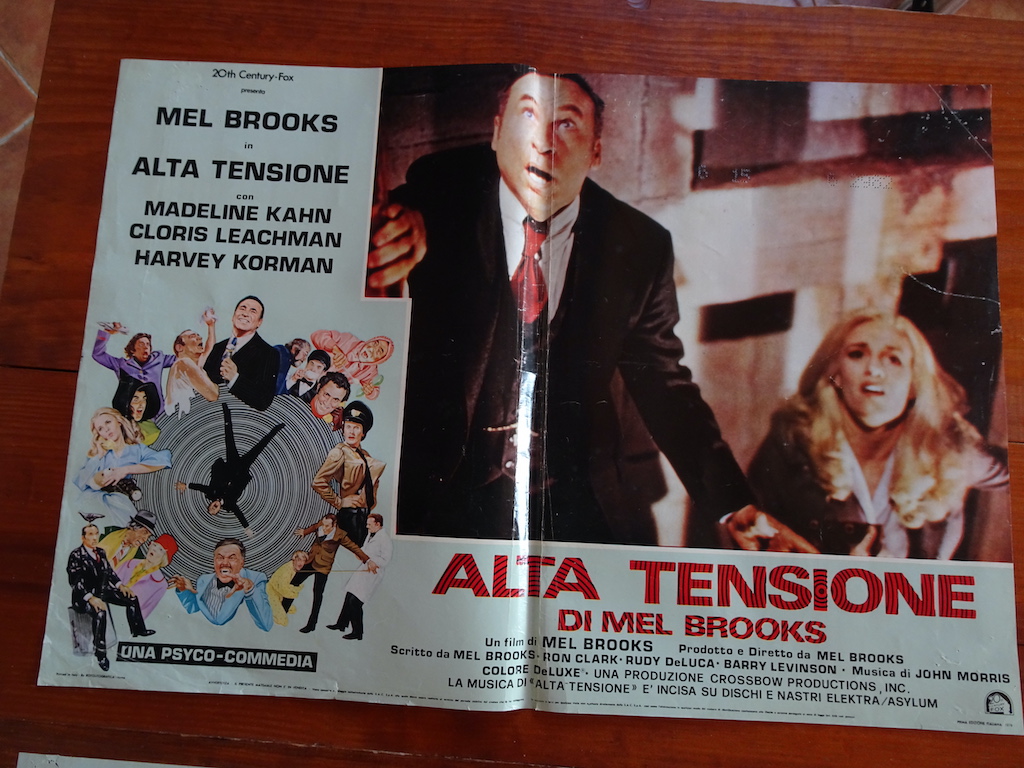 20th Century-Fox
presenta
MEL BROOKS
in
ALTA TENSIONE
con
MADELINE KAHN
CLORIS LEACHMAN
HARVEY KORMAN
UNA PSYCO-COMMEDIA
ALTA TENSIONE
DI MEL BROOKS
Un film di MEL BROOKS Prodotto e Diretto da MEL BROOKS
Scritto da MEL BROOKS·RON CLARK·RUDY DeLUCA·BARRY LEVINSON·Musica di JOHN MORRIS
COLORE DeLUXE· UNA PRODUZIONE CROSSBOW PRODUCTIONS, INC.
LA MUSICA DI "ALTA TENSIONE" E' INCISA SU DISCHI E NASTRI ELEKTRA/ASYLUM